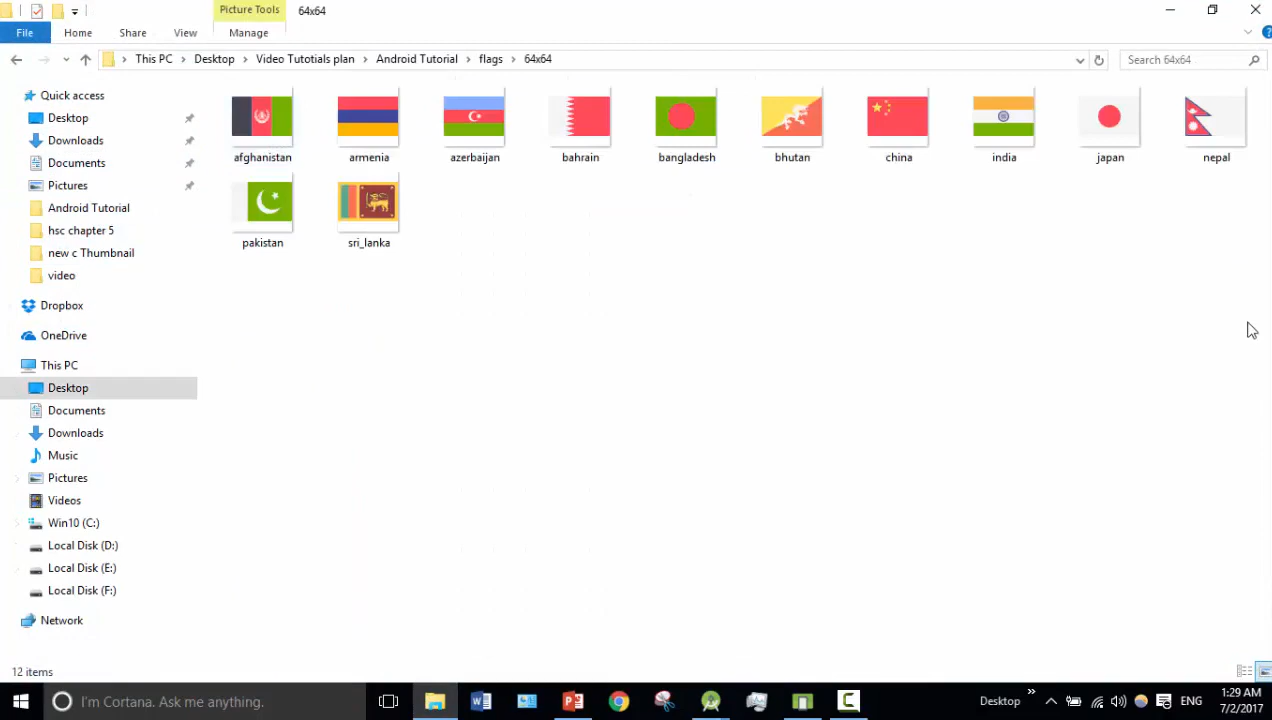 Picture Tools
64x64
File
Home
Share
View
Manage
This PC
Desktop
Video Tutotials plan
Android Tutorial
flags
64x64
Search 64x64
Quick access
Desktop
Downloads
Documents
Pictures
Android Tutorial
hsc chapter 5
new c Thumbnail
video
Dropbox
OneDrive
This PC
Desktop
Documents
Downloads
Music
Pictures
Videos
Win10 (C:)
Local Disk (D:)
Local Disk (E:)
Local Disk (F:)
Network
afghanistan
armenia
azerbaijan
bahrain
bangladesh
bhutan
china
india
japan
nepal
pakistan
sri_lanka
12 items
I'm Cortana. Ask me anything.
Desktop
ENG
1:29 AM
7/2/2017